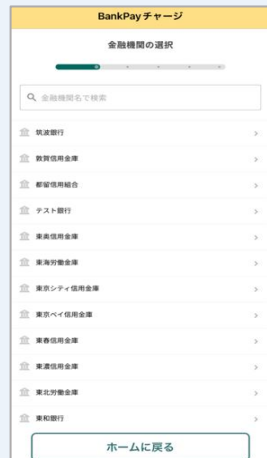 BankPay チャージ
金融機関の選択
金融機関名で検索
筑波銀行
敦賀信用金庫
都留信用組合
テスト銀行
東奥信用金庫
東海労働金庫
東京シティ信用金庫
東京ベイ信用金庫
東春信用金庫
東濃信用金庫
東北労働金庫
東和銀行
ホームに戻る